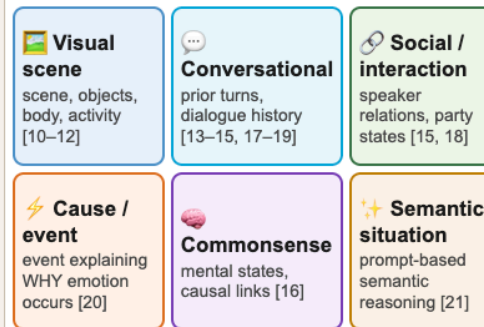 Visual
scene
scene, objects,
body, activity
[10–12]
Conversational
prior turns,
dialogue history
[13–15, 17–19]
Social /
interaction
speaker
relations, party
states [15, 18]
Cause /
event
event explaining
WHY emotion
occurs [20]
Commonsense
mental states,
causal links [16]
Semantic
situation
prompt-based
semantic
reasoning [21]